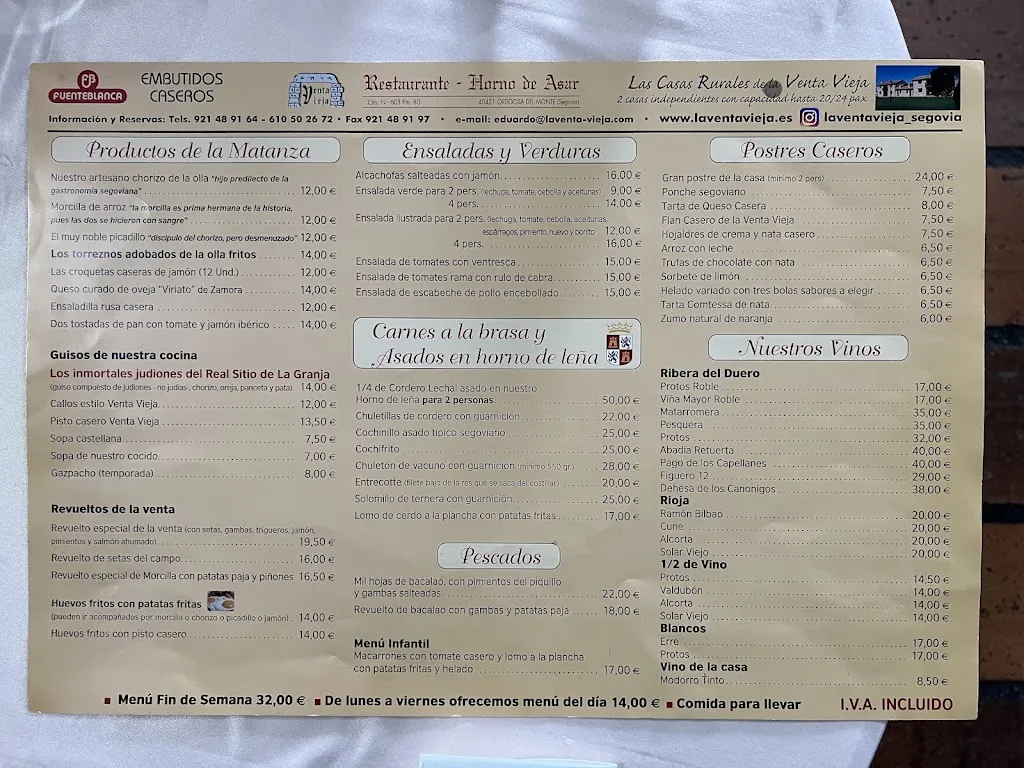 FB
FUENTEBLANCA
EMBUTIDOS
CASEROS
Venta
Vieja
Restaurante - Horno de Asar
Ctra. N - 603 Km. 80
40421 ORTIGOSA DEL MONTE (Segovia)
Las Casas Rurales de la Venta Vieja
2 casas independientes con capacidad hasta 20/24 pax
Información y Reservas: Tels. 921 48 91 64 - 610 50 26 72 • Fax 921 48 91 97 • e-mail: eduardo@laventa-vieja.com • www.laventavieja.es laventavieja_segovia
Productos de la Matanza
Nuestro artesano chorizo de la olla "hijo predilecto de la
gastronomía segoviana" 12,00 €
Morcilla de arroz "la morcilla es prima hermana de la historia,
pues las dos se hicieron con sangre" 12,00 €
El muy noble picadillo "discípulo del chorizo, pero desmenuzado" 12,00 €
Los torreznos adobados de la olla fritos 14,00 €
Las croquetas caseras de jamón (12 Und.) 12,00 €
Queso curado de oveja "Viriato" de Zamora 14,00 €
Ensaladilla rusa casera 12,00 €
Dos tostadas de pan con tomate y jamón ibérico 14,00 €
Guisos de nuestra cocina
Los inmortales judiones del Real Sitio de La Granja
(guiso compuesto de judiones - no judias-, chorizo, oreja, panceta y pata) 14,00 €
Callos estilo Venta Vieja 12,00 €
Pisto casero Venta Vieja 13,50 €
Sopa castellana 7,50 €
Sopa de nuestro cocido 7,00 €
Gazpacho (temporada) 8,00 €
Revueltos de la venta
Revuelto especial de la venta (con setas, gambas, trigueros, jamón,
pimientos y salmón ahumado) 19,50 €
Revuelto de setas del campo 16,00 €
Revuelto especial de Morcilla con patatas paja y piñones 16,50 €
Huevos fritos con patatas fritas
(pueden ir acompañados por morcilla o chorizo o picadillo o jamón) 14,00 €
Huevos fritos con pisto casero 14,00 €
Ensaladas y Verduras
Alcachofas salteadas con jamón 16,00 €
Ensalada verde para 2 pers. (lechuga, tomate, cebolla y aceitunas) 9,00 €
4 pers. 14,00 €
Ensalada ilustrada para 2 pers. (lechuga, tomate, cebolla, aceitunas,
espárragos, pimiento, huevo y bonito 12,00 €
4 pers. 16,00 €
Ensalada de tomates con ventresca 15,00 €
Ensalada de tomates rama con rulo de cabra 15,00 €
Ensalada de escabeche de pollo encebollado 15,00 €
Carnes a la brasa y
Asados en horno de leña
1/4 de Cordero Lechal asado en nuestro
Horno de leña para 2 personas 50,00 €
Chuletillas de cordero con guarnición 22,00 €
Cochinillo asado típico segoviano 25,00 €
Cochifrito 25,00 €
Chuletón de vacuno con guarnición (mínimo 550 gr) 28,00 €
Entrecotte (filete bajo de la res que se saca del costillar) 20,00 €
Solomillo de ternera con guarnición 25,00 €
Lomo de cerdo a la plancha con patatas fritas 17,00 €
Pescados
Mil hojas de bacalao, con pimientos del piquillo
y gambas salteadas 22,00 €
Revuelto de bacalao con gambas y patatas paja 18,00 €
Menú Infantil
Macarrones con tomate casero y lomo a la plancha
con patatas fritas y helado 17,00 €
Postres Caseros
Gran postre de la casa (mínimo 2 pers) 24,00 €
Ponche segoviano 7,50 €
Tarta de Queso Casera 8,00 €
Flan Casero de la Venta Vieja 7,50 €
Hojaldres de crema y nata casero 7,50 €
Arroz con leche 6,50 €
Trufas de chocolate con nata 6,50 €
Sorbete de limón 6,50 €
Helado variado con tres bolas sabores a elegir 6,50 €
Tarta Comtessa de nata 6,50 €
Zumo natural de naranja 6,00 €
Nuestros Vinos
Ribera del Duero
Protos Roble 17,00 €
Viña Mayor Roble 17,00 €
Matarromera 35,00 €
Pesquera 35,00 €
Protos 32,00 €
Abadia Retuerta 40,00 €
Pago de los Capellanes 40,00 €
Figuero 12 29,00 €
Dehesa de los Canonigos 38,00 €
Rioja
Ramón Bilbao 20,00 €
Cune 20,00 €
Alcorta 20,00 €
Solar Viejo 20,00 €
1/2 de Vino
Protos 14,50 €
Valdubón 14,00 €
Alcorta 14,00 €
Solar Viejo 14,00 €
Blancos
Erre 17,00 €
Protos 17,00 €
Vino de la casa
Modorro Tinto 8,50 €
Menú Fin de Semana 32,00 € De lunes a viernes ofrecemos menú del día 14,00 € Comida para llevar I.V.A. INCLUIDO